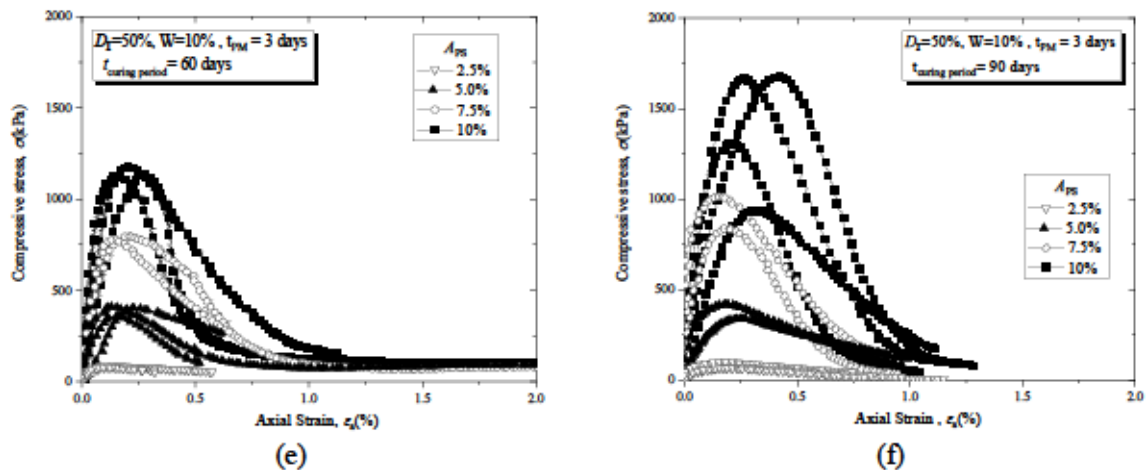 2000
1500
1000
500
0
Compressive stress, σ(kPa)
D_r=50%, W=10% , t_PM = 3 days
t_curing period= 60 days
A_PS
2.5%
5.0%
7.5%
10%
0.0 0.5 1.0 1.5 2.0
Axial Strain, ε_a(%)
(e)
2000
1500
1000
500
0
Compressive stress, σ(kPa)
D_r=50%, W=10% , t_PM = 3 days
t_curing period= 90 days
A_PS
2.5%
5.0%
7.5%
10%
0.0 0.5 1.0 1.5 2.0
Axial Strain , ε_a(%)
(f)